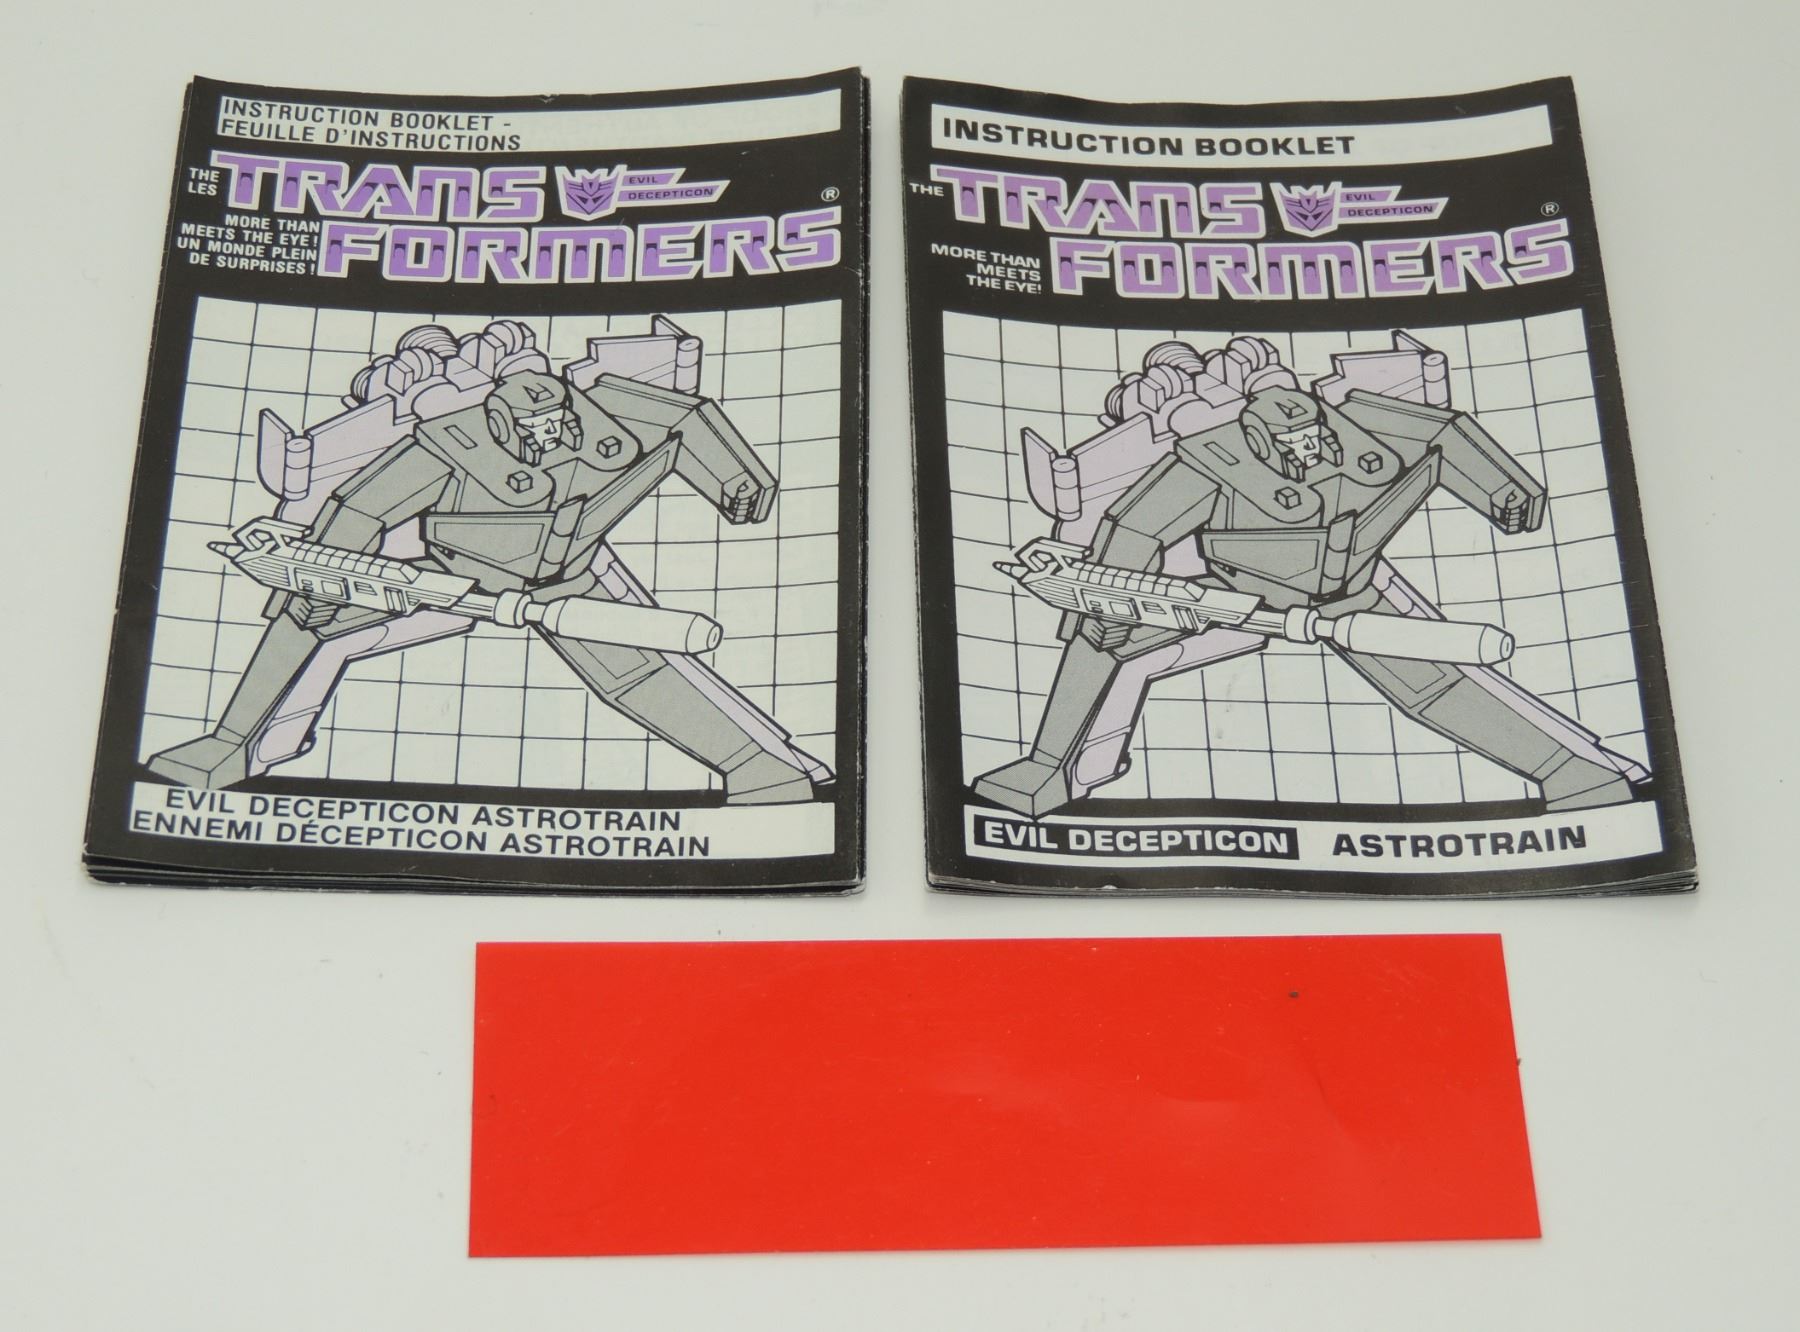 INSTRUCTION BOOKLET -
FEUILLE D'INSTRUCTIONS
THE
LES
TRANS
EVIL
DECEPTICON
FORMERS
®
MORE THAN
MEETS THE EYE!
UN MONDE PLEIN
DE SURPRISES!
EVIL DECEPTICON ASTROTRAIN
ENNEMI DÉCEPTICON ASTROTRAIN
INSTRUCTION BOOKLET
THE
TRANS
EVIL
DECEPTICON
FORMERS
®
MORE THAN
MEETS
THE EYE!
EVIL DECEPTICON ASTROTRAIN